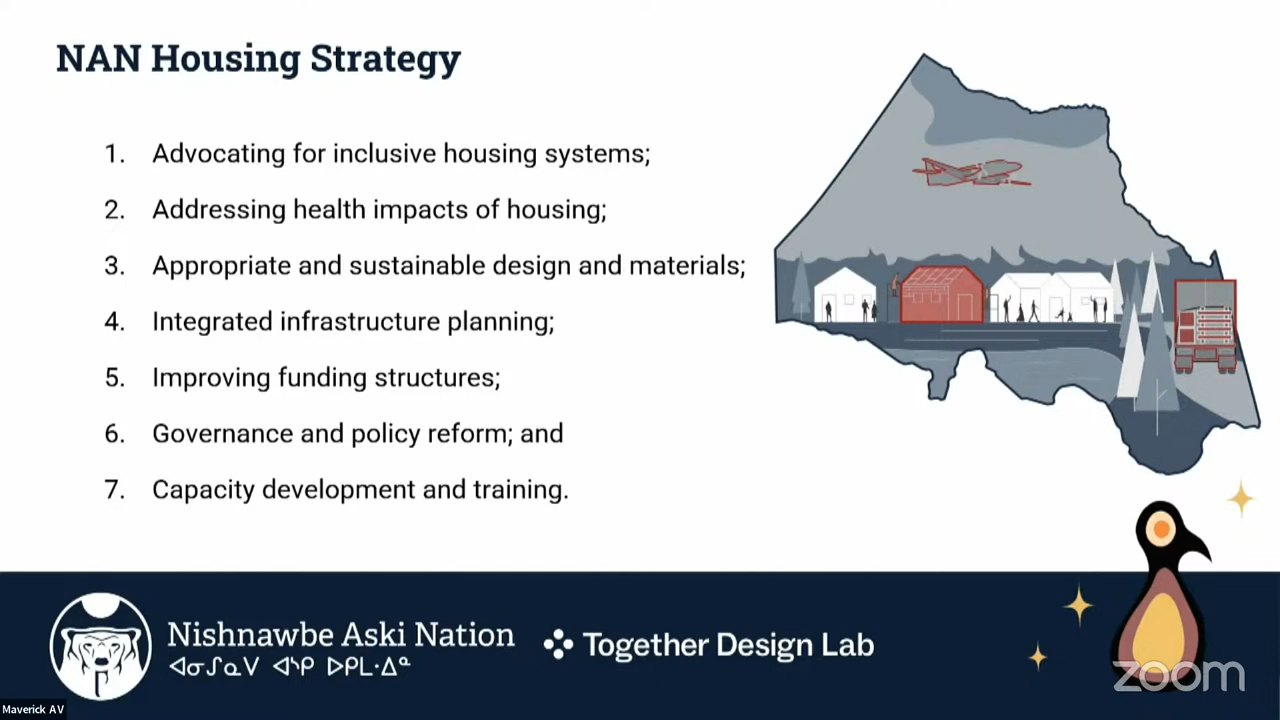 NAN Housing Strategy
1. Advocating for inclusive housing systems;
2. Addressing health impacts of housing;
3. Appropriate and sustainable design and materials;
4. Integrated infrastructure planning;
5. Improving funding structures;
6. Governance and policy reform; and
7. Capacity development and training.
Nishnawbe Aski Nation
ᐊᓂᔑᓇᐯ ᐊᔅᑭ ᐅᑭᒪᐧᐃᓐ
Together Design Lab
zoom
Maverick AV